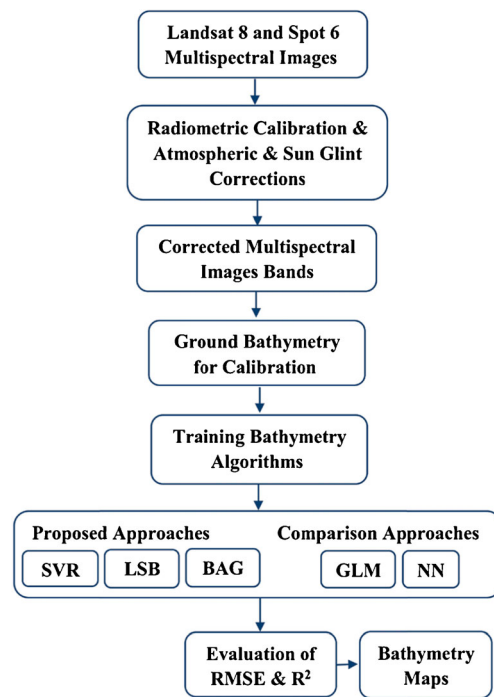 Landsat 8 and Spot 6
Multispectral Images
Radiometric Calibration &
Atmospheric & Sun Glint
Corrections
Corrected Multispectral
Images Bands
Ground Bathymetry
for Calibration
Training Bathymetry
Algorithms
Proposed Approaches
SVR LSB BAG
Comparison Approaches
GLM NN
Evaluation of
RMSE & R²
Bathymetry
Maps